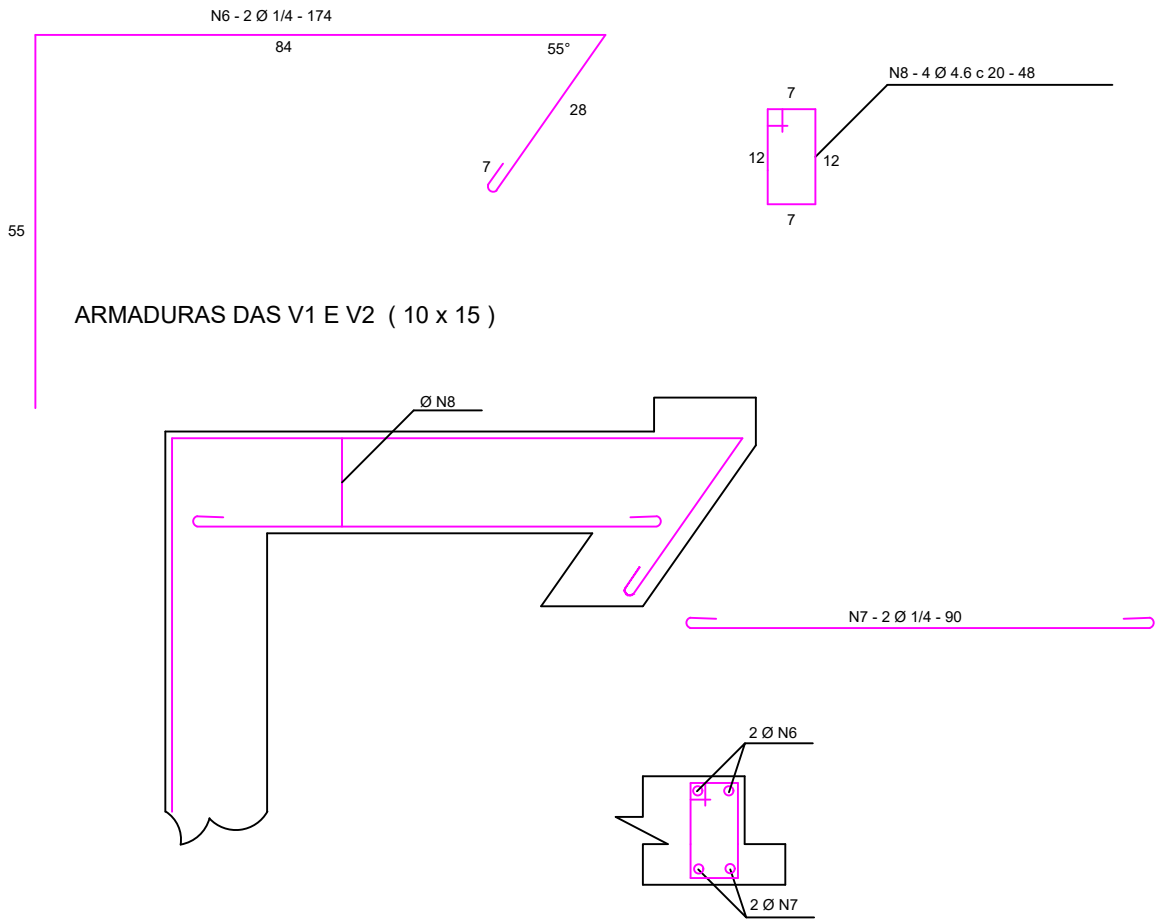 N6 - 2 Ø 1/4 - 174
84
55°
28
7
55
N8 - 4 Ø 4.6 c 20 - 48
7
12
12
7
ARMADURAS DAS V1 E V2 ( 10 x 15 )
Ø N8
N7 - 2 Ø 1/4 - 90
2 Ø N6
2 Ø N7